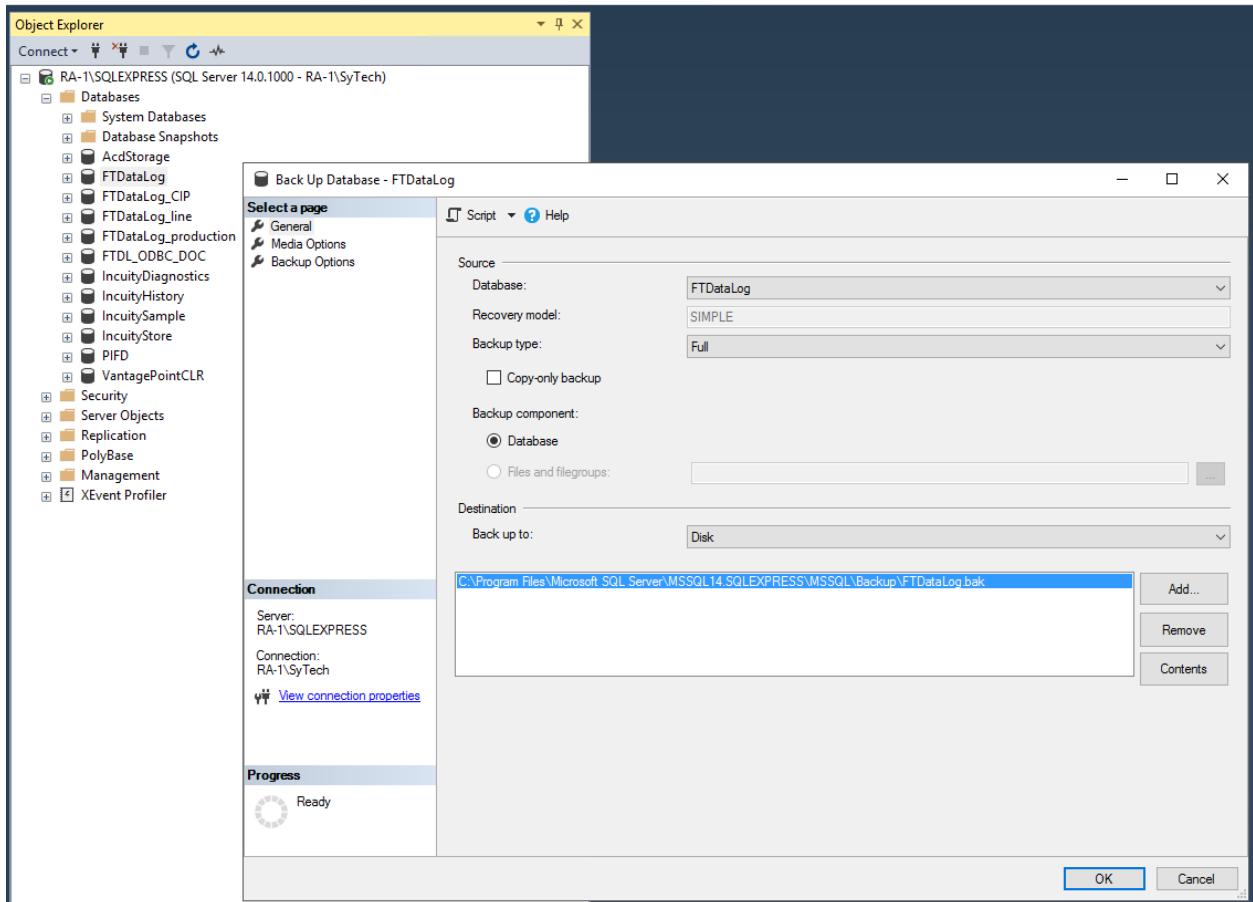 Object Explorer
Connect
RA-1\SQLEXPRESS (SQL Server 14.0.1000 - RA-1\SyTech)
Databases
System Databases
Database Snapshots
AcdStorage
FTDataLog
FTDataLog_CIP
FTDataLog_line
FTDataLog_production
FTDL_ODBC_DOC
IncuityDiagnostics
IncuityHistory
IncuitySample
IncuityStore
PIFD
VantagePointCLR
Security
Server Objects
Replication
PolyBase
Management
XEvent Profiler
Back Up Database - FTDataLog
Select a page
General
Media Options
Backup Options
Connection
Server:
RA-1\SQLEXPRESS
Connection:
RA-1\SyTech
View connection properties
Progress
Ready
Script Help
Source
Database: FTDataLog
Recovery model: SIMPLE
Backup type: Full
Copy-only backup
Backup component:
Database
Files and filegroups: ...
Destination
Back up to: Disk
C:\Program Files\Microsoft SQL Server\MSSQL14.SQLEXPRESS\MSSQL\Backup\FTDataLog.bak
Add...
Remove
Contents
OK Cancel